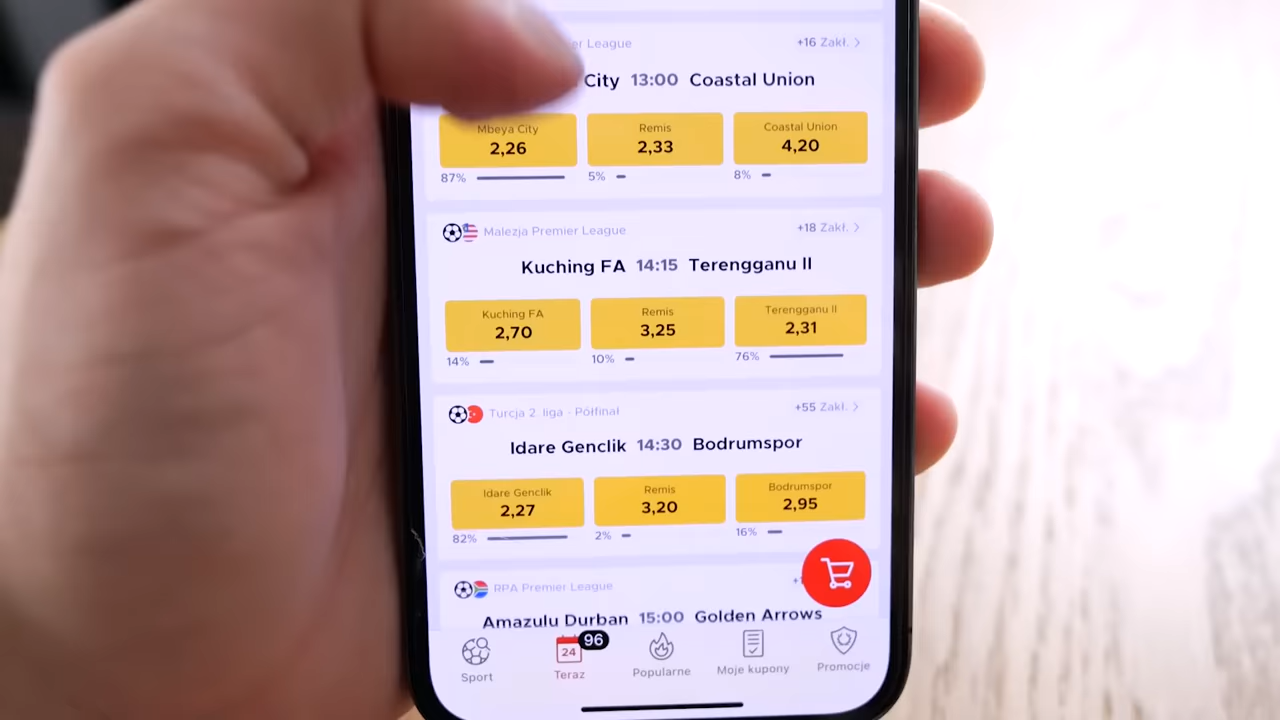 er League +16 Zakł.
City 13:00 Coastal Union
Mbeya City Remis Coastal Union
2,26 2,33 4,20
87% 5% 8%
Malezja Premier League +18 Zakł.
Kuching FA 14:15 Terengganu II
Kuching FA Remis Terengganu II
2,70 3,25 2,31
14% 10% 76%
Turcja 2. liga - Półfinał +55 Zakł.
Idare Genclik 14:30 Bodrumspor
Idare Genclik Remis Bodrumspor
2,27 3,20 2,95
82% 2% 16%
RPA Premier League
Amazulu Durban 15:00 Golden Arrows
24 96
Sport Teraz Popularne Moje kupony Promocje